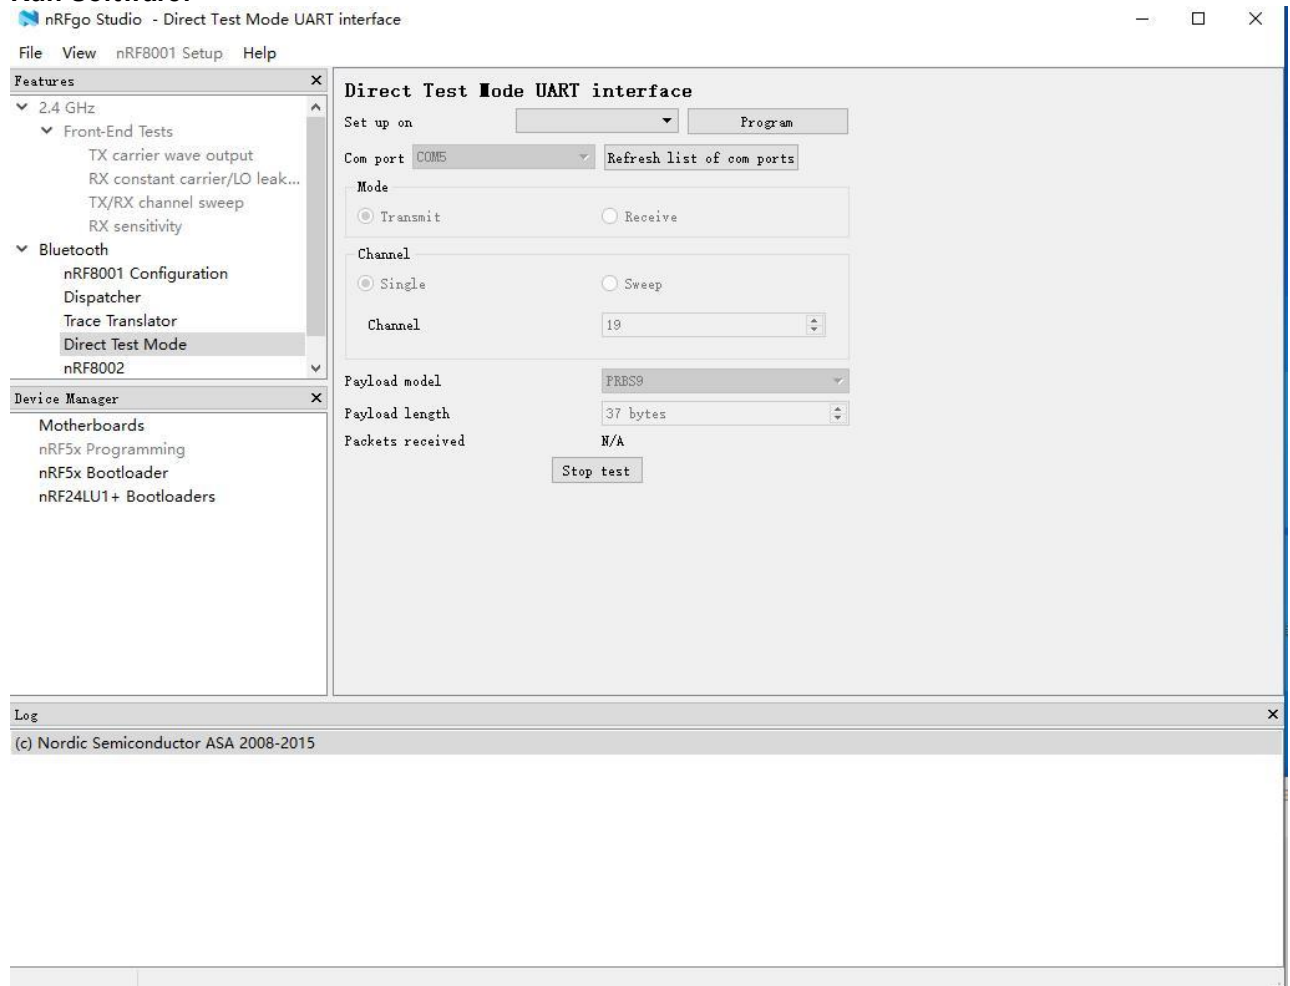 nRFgo Studio - Direct Test Mode UART interface
File View nRF8001 Setup Help
Features
2.4 GHz
Front-End Tests
TX carrier wave output
RX constant carrier/LO leak...
TX/RX channel sweep
RX sensitivity
Bluetooth
nRF8001 Configuration
Dispatcher
Trace Translator
Direct Test Mode
nRF8002
Device Manager
Motherboards
nRF5x Programming
nRF5x Bootloader
nRF24LU1+ Bootloaders
Direct Test Mode UART interface
Set up on Program
Com port COM5 Refresh list of com ports
Mode
Transmit Receive
Channel
Single Sweep
Channel 19
Payload model PRBS9
Payload length 37 bytes
Packets received N/A
Stop test
Log
(c) Nordic Semiconductor ASA 2008-2015